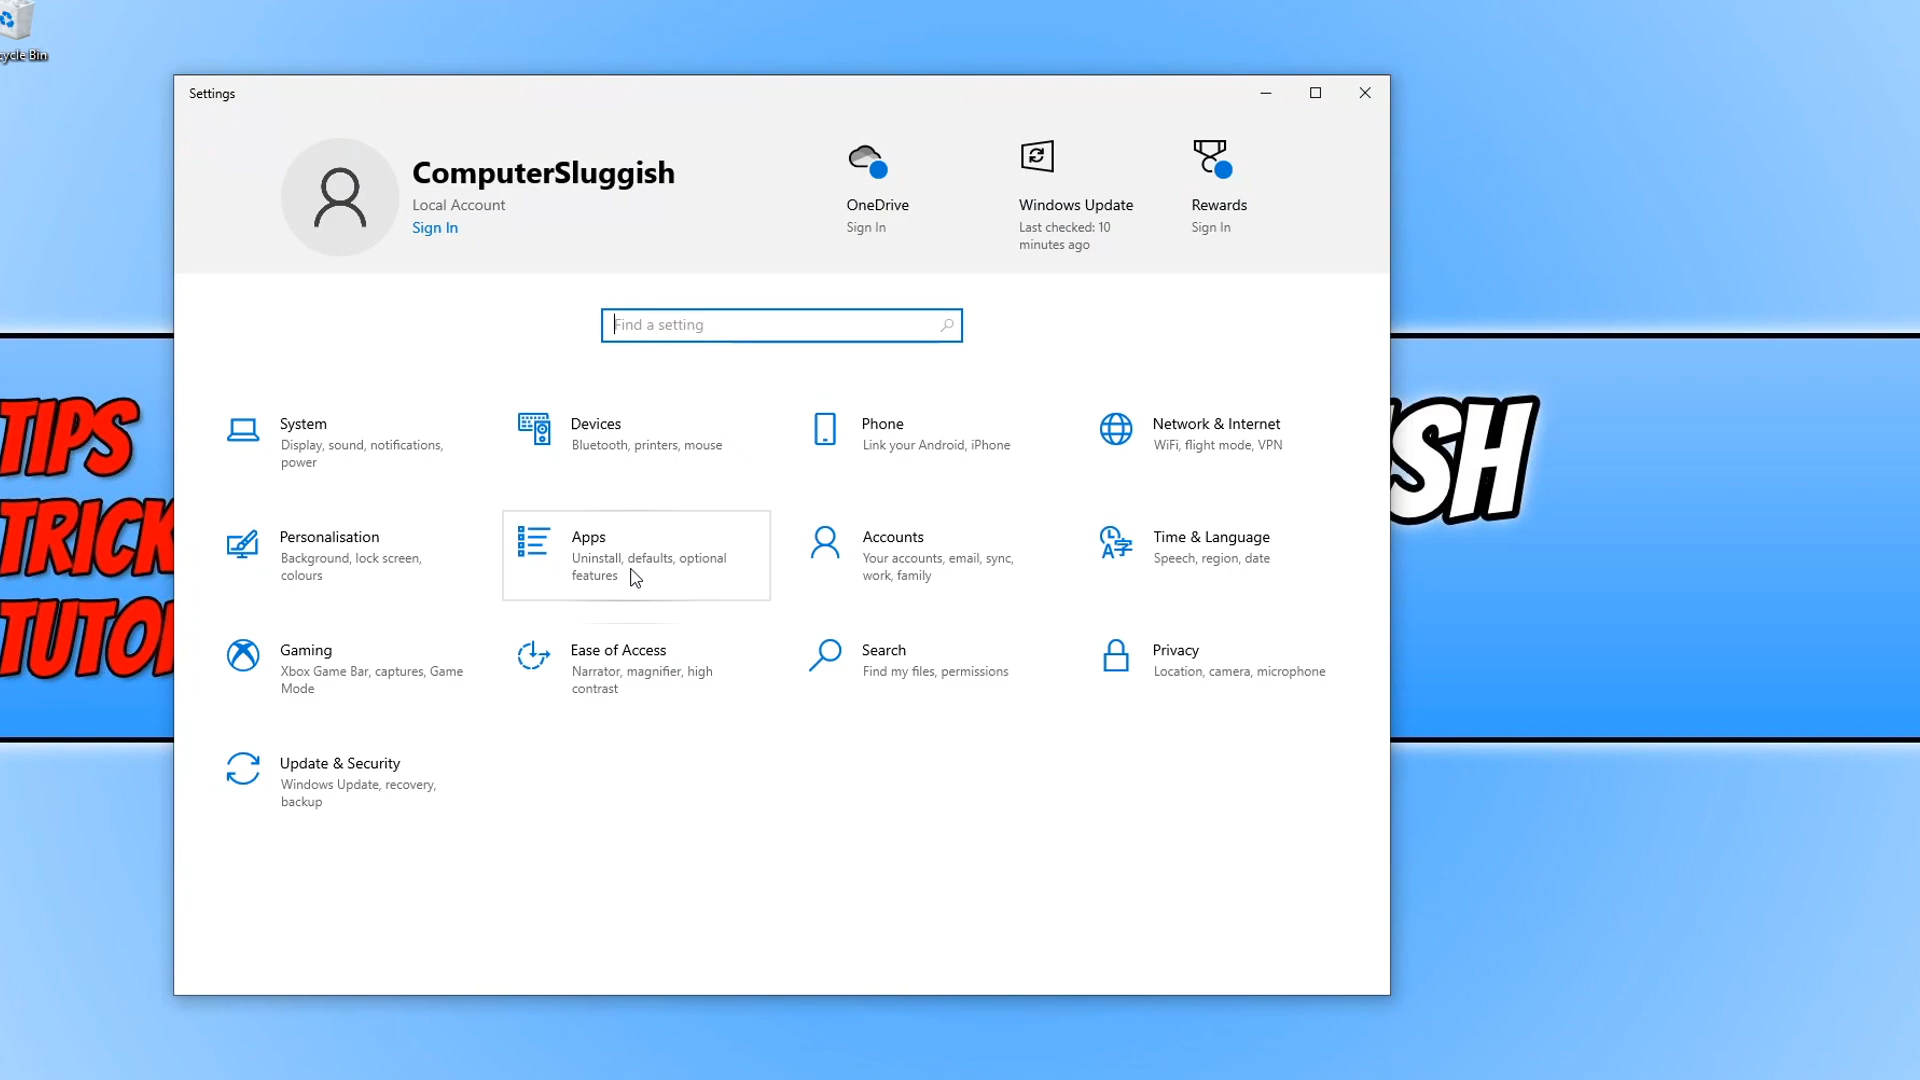 cycle Bin
Settings
ComputerSluggish
Local Account
Sign In
OneDrive
Sign In
Windows Update
Last checked: 10
minutes ago
Rewards
Sign In
Find a setting
System
Display, sound, notifications,
power
Devices
Bluetooth, printers, mouse
Phone
Link your Android, iPhone
Network & Internet
WiFi, flight mode, VPN
Personalisation
Background, lock screen,
colours
Apps
Uninstall, defaults, optional
features
Accounts
Your accounts, email, sync,
work, family
Time & Language
Speech, region, date
Gaming
Xbox Game Bar, captures, Game
Mode
Ease of Access
Narrator, magnifier, high
contrast
Search
Find my files, permissions
Privacy
Location, camera, microphone
Update & Security
Windows Update, recovery,
backup
TIPS
TRICK
TUTO
SH